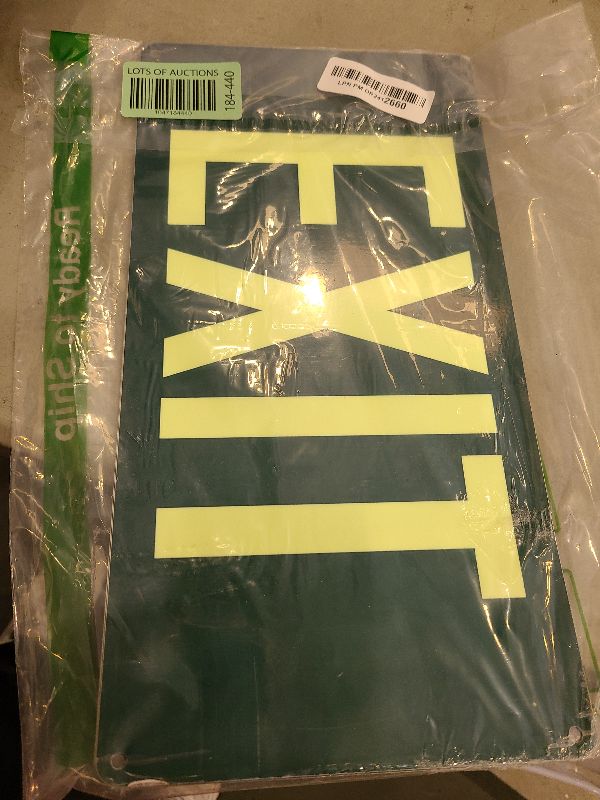 LOTS OF AUCTIONS
184-440
EXIT
Ready to Ship